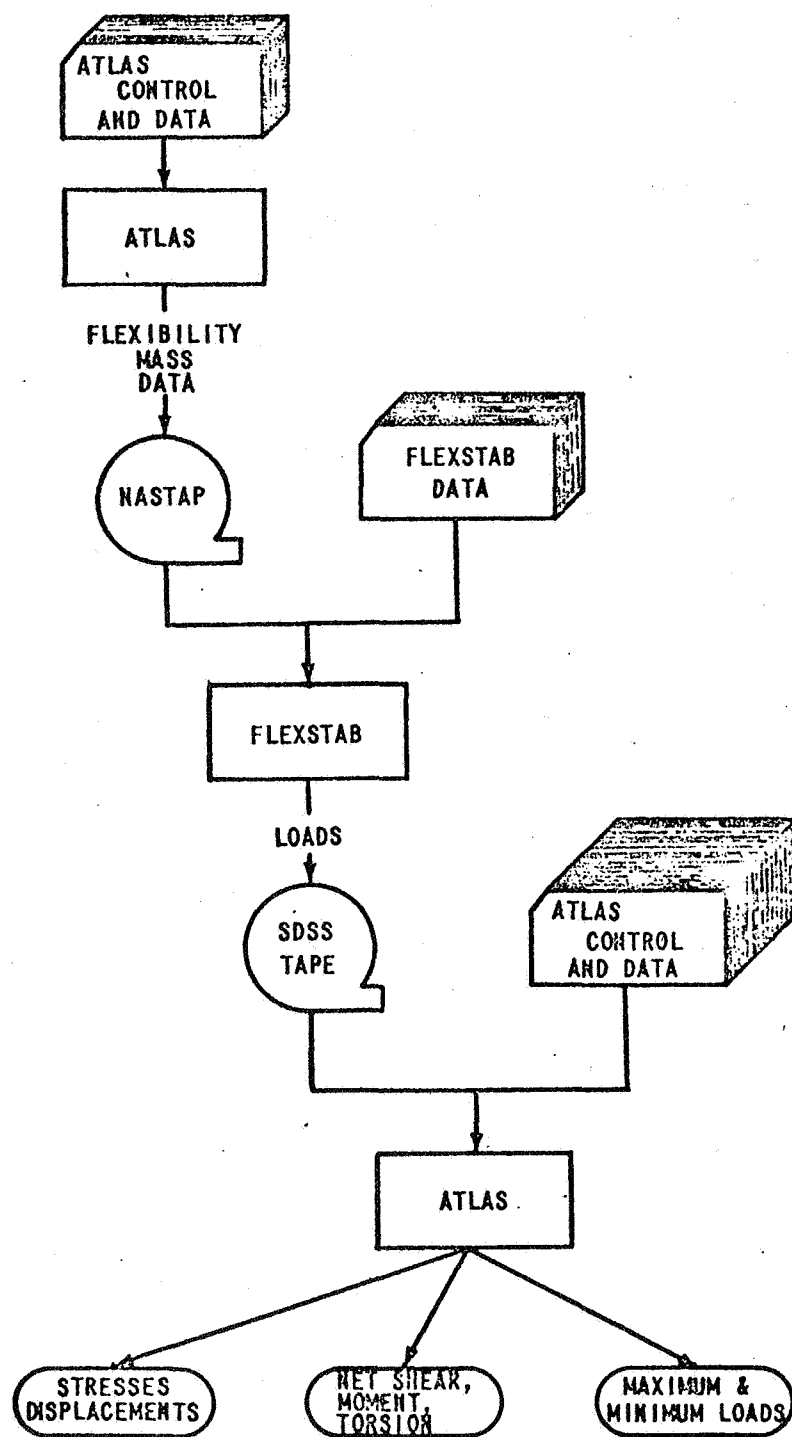 ATLAS
CONTROL
AND DATA
ATLAS
FLEXIBILITY
MASS
DATA
NASTAP
FLEXSTAB
DATA
FLEXSTAB
LOADS
SDSS
TAPE
ATLAS
CONTROL
AND DATA
ATLAS
STRESSES
DISPLACEMENTS
NET SHEAR,
MOMENT,
TORSION
MAXIMUM &
MINIMUM LOADS